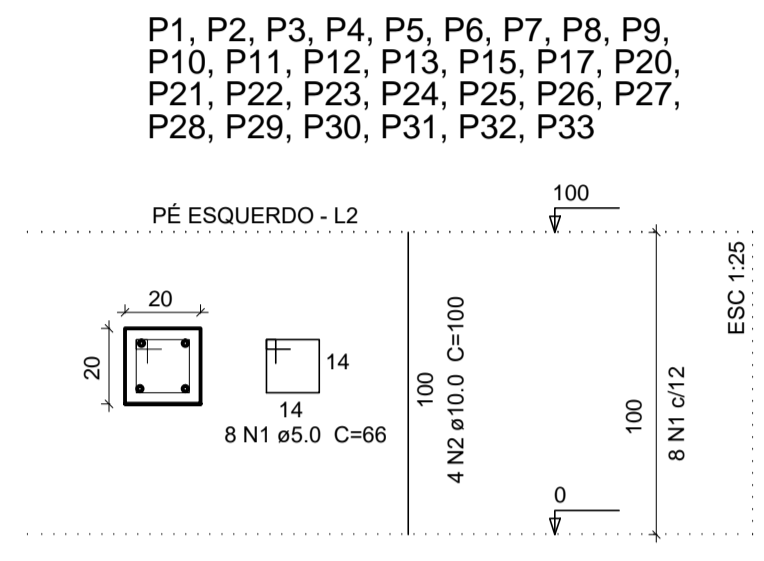 P1, P2, P3, P4, P5, P6, P7, P8, P9,
P10, P11, P12, P13, P15, P17, P20,
P21, P22, P23, P24, P25, P26, P27,
P28, P29, P30, P31, P32, P33
PÉ ESQUERDO - L2
100
ESC 1:25
20
20
14
14
8 N1 ø5.0 C=66
100
4 N2 ø10.0 C=100
100
8 N1 c/12
0